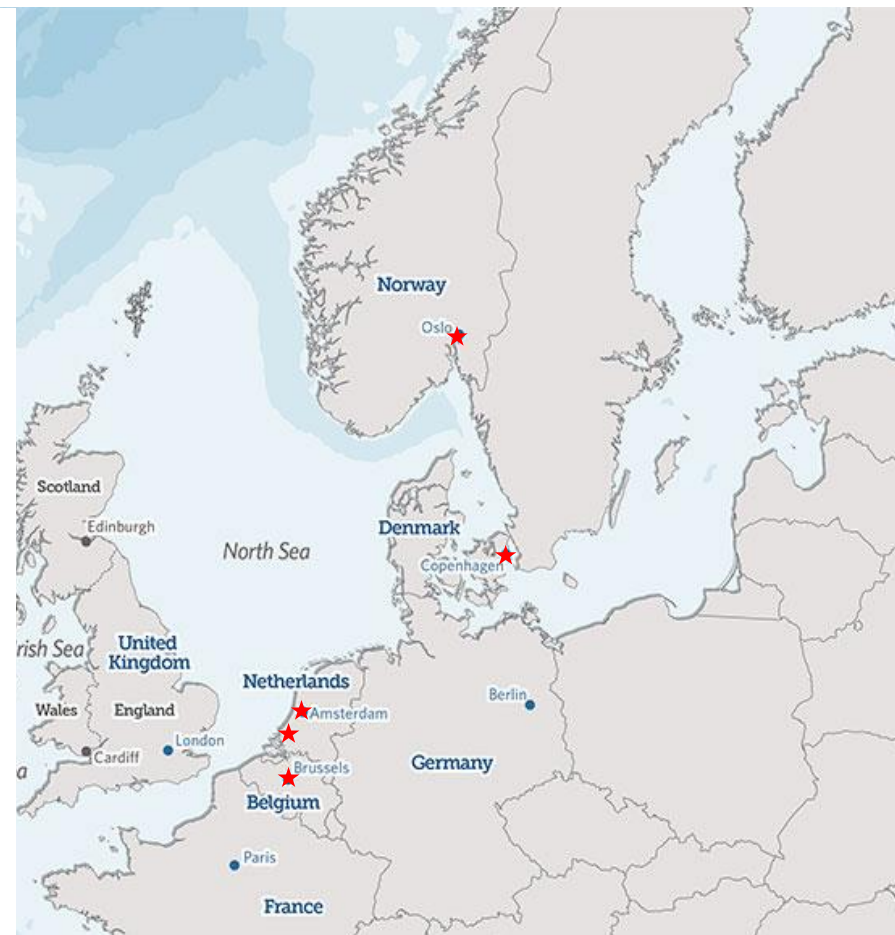 Norway
Oslo
Scotland
Edinburgh
North Sea
Denmark
Copenhagen
rish Sea
United
Kingdom
Netherlands
Wales
England
Amsterdam
Berlin
London
Cardiff
a
Brussels
Germany
Belgium
Paris
France